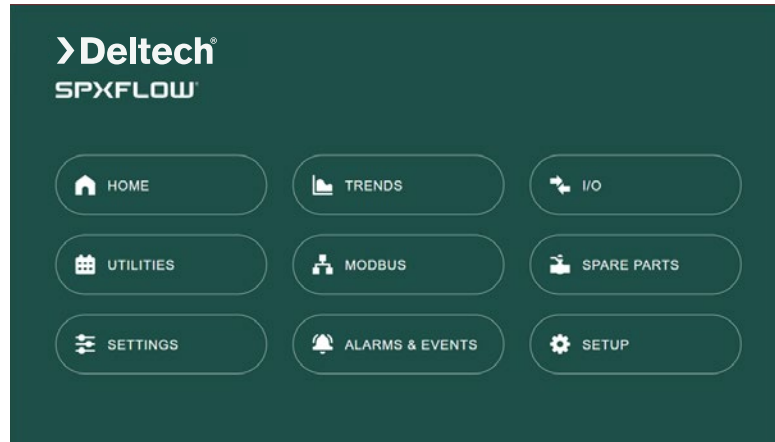 Deltech®
SPXFLOW®
HOME
TRENDS
I/O
UTILITIES
MODBUS
SPARE PARTS
SETTINGS
ALARMS & EVENTS
SETUP